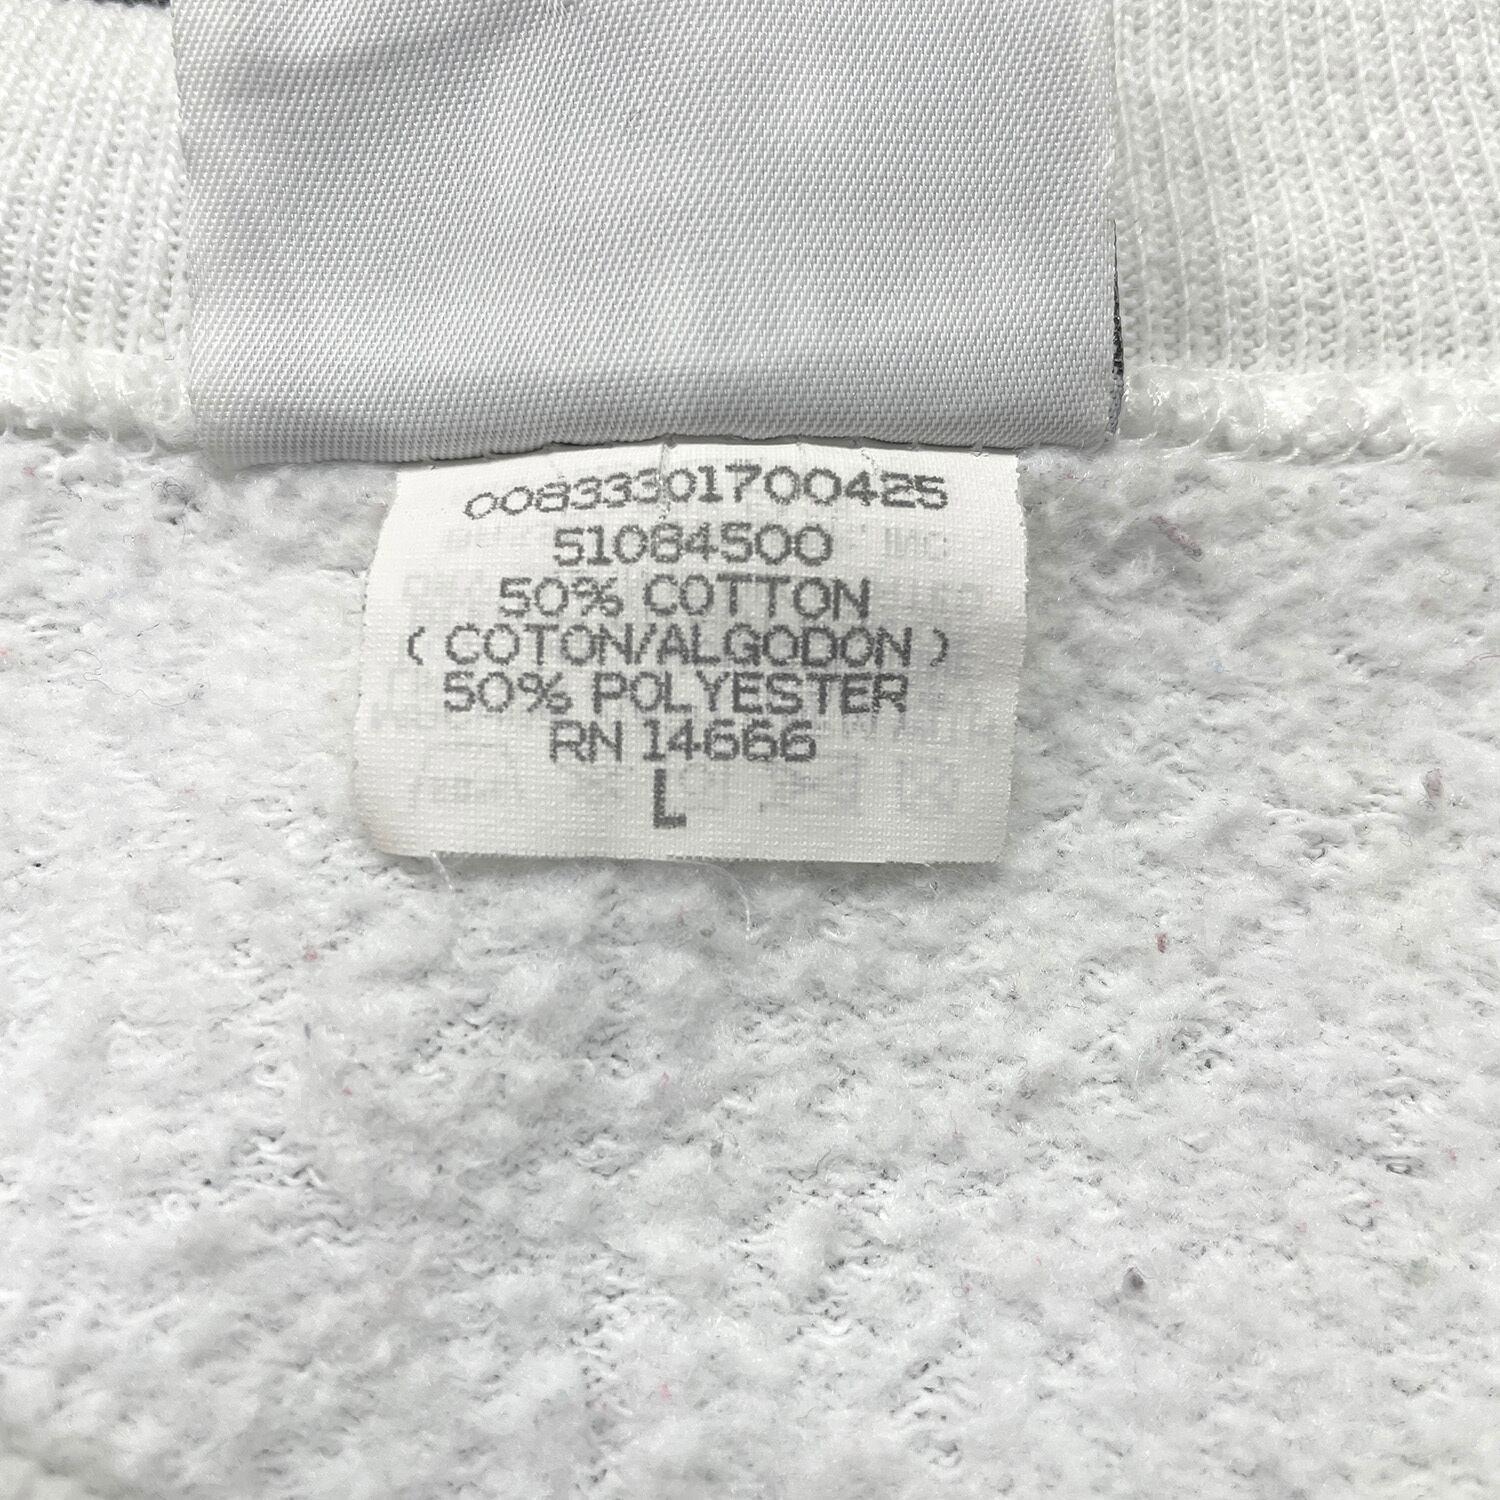 00833301700425
51084500
50% COTTON
( COTON/ALGODON )
50% POLYESTER
RN 14666
L